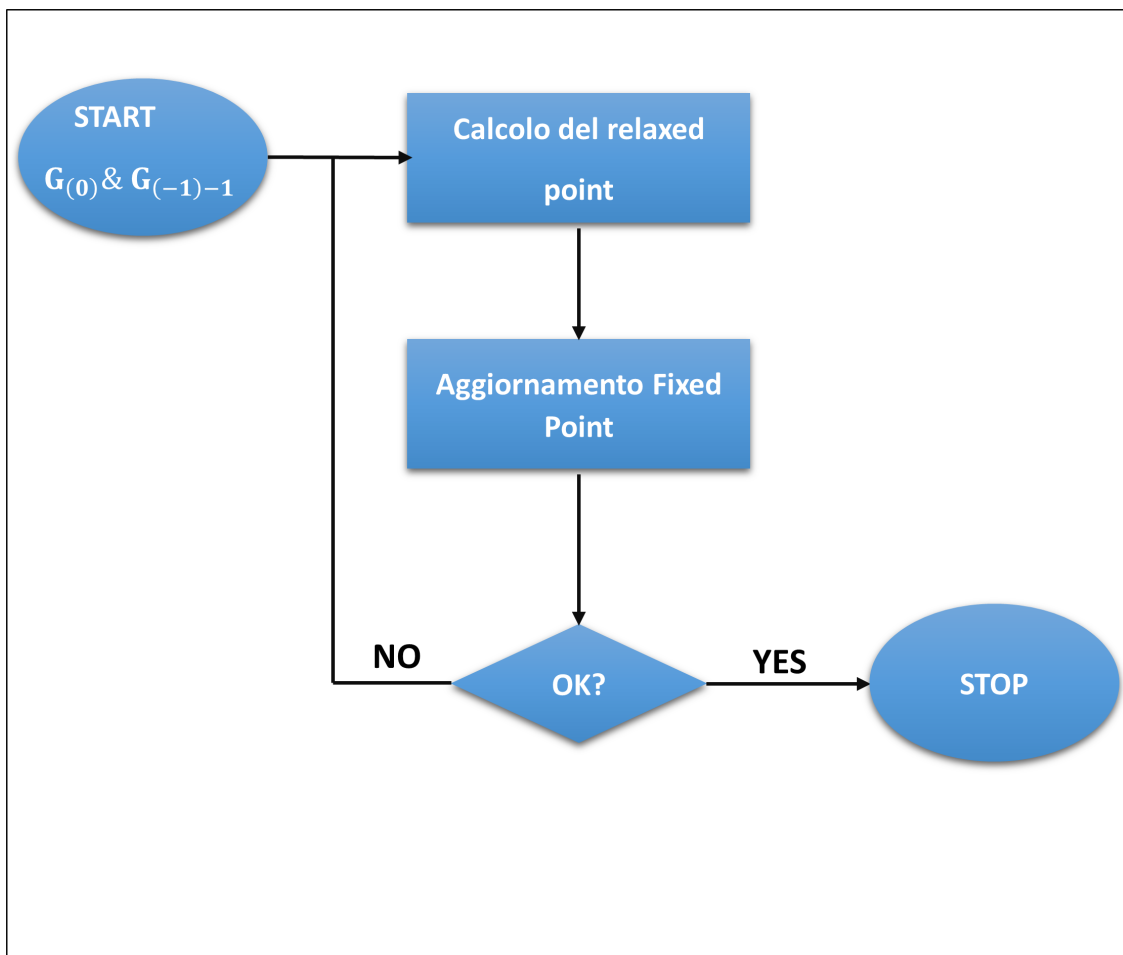 START
G(0)& G(−1)−1
Calcolo del relaxed
point
Aggiornamento Fixed
Point
NO
OK?
YES
STOP